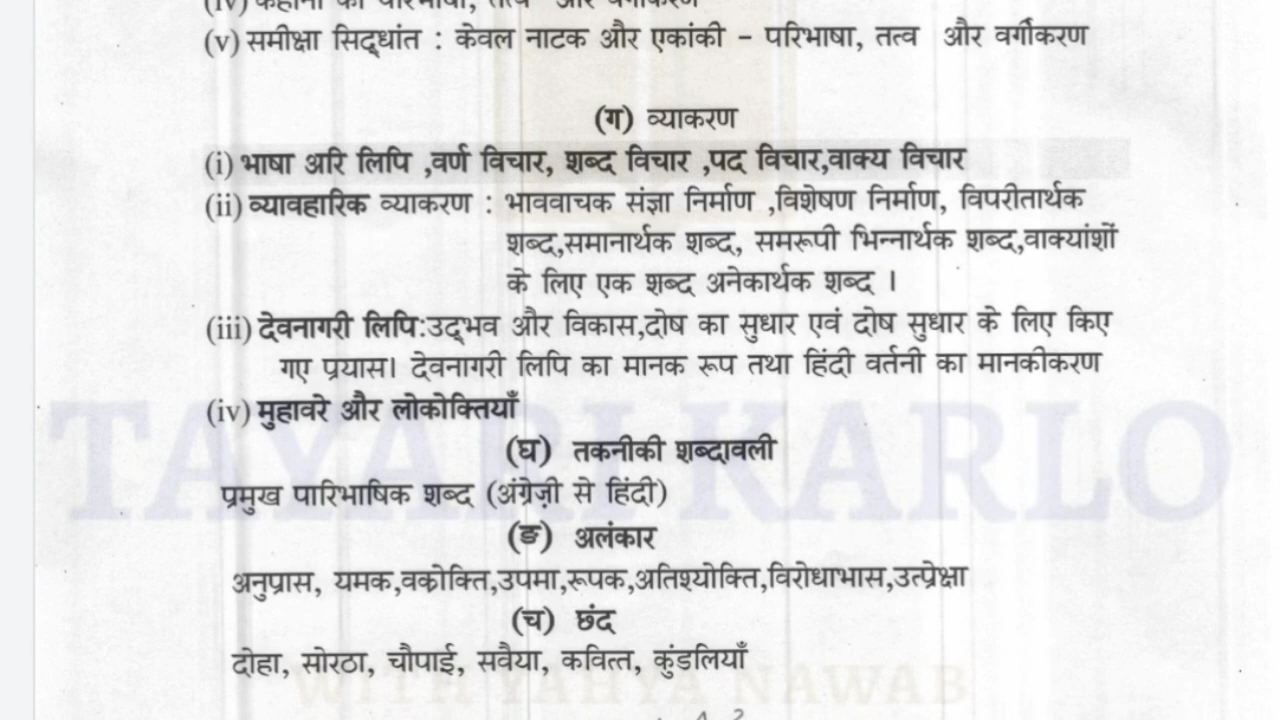 (v) समीक्षा सिद्धांत : केवल नाटक और एकांकी - परिभाषा, तत्व और वर्गीकरण
(ग) व्याकरण
(i) भाषा अरि लिपि ,वर्ण विचार, शब्द विचार ,पद विचार,वाक्य विचार
(ii) व्यावहारिक व्याकरण : भाववाचक संज्ञा निर्माण ,विशेषण निर्माण, विपरीतार्थक
शब्द,समानार्थक शब्द, समरूपी भिन्नार्थक शब्द,वाक्यांशों
के लिए एक शब्द अनेकार्थक शब्द ।
(iii) देवनागरी लिपि:उद्भव और विकास,दोष का सुधार एवं दोष सुधार के लिए किए
गए प्रयास। देवनागरी लिपि का मानक रूप तथा हिंदी वर्तनी का मानकीकरण
(iv) मुहावरे और लोकोक्तियाँ
TAYARI KARLO
(घ) तकनीकी शब्दावली
प्रमुख पारिभाषिक शब्द (अंग्रेज़ी से हिंदी)
(ङ) अलंकार
अनुप्रास, यमक,वक्रोक्ति,उपमा,रूपक,अतिश्योक्ति,विरोधाभास,उत्प्रेक्षा
(च) छंद
दोहा, सोरठा, चौपाई, सवैया, कवित्त, कुंडलियाँ
WITH YAHYA NAWAB